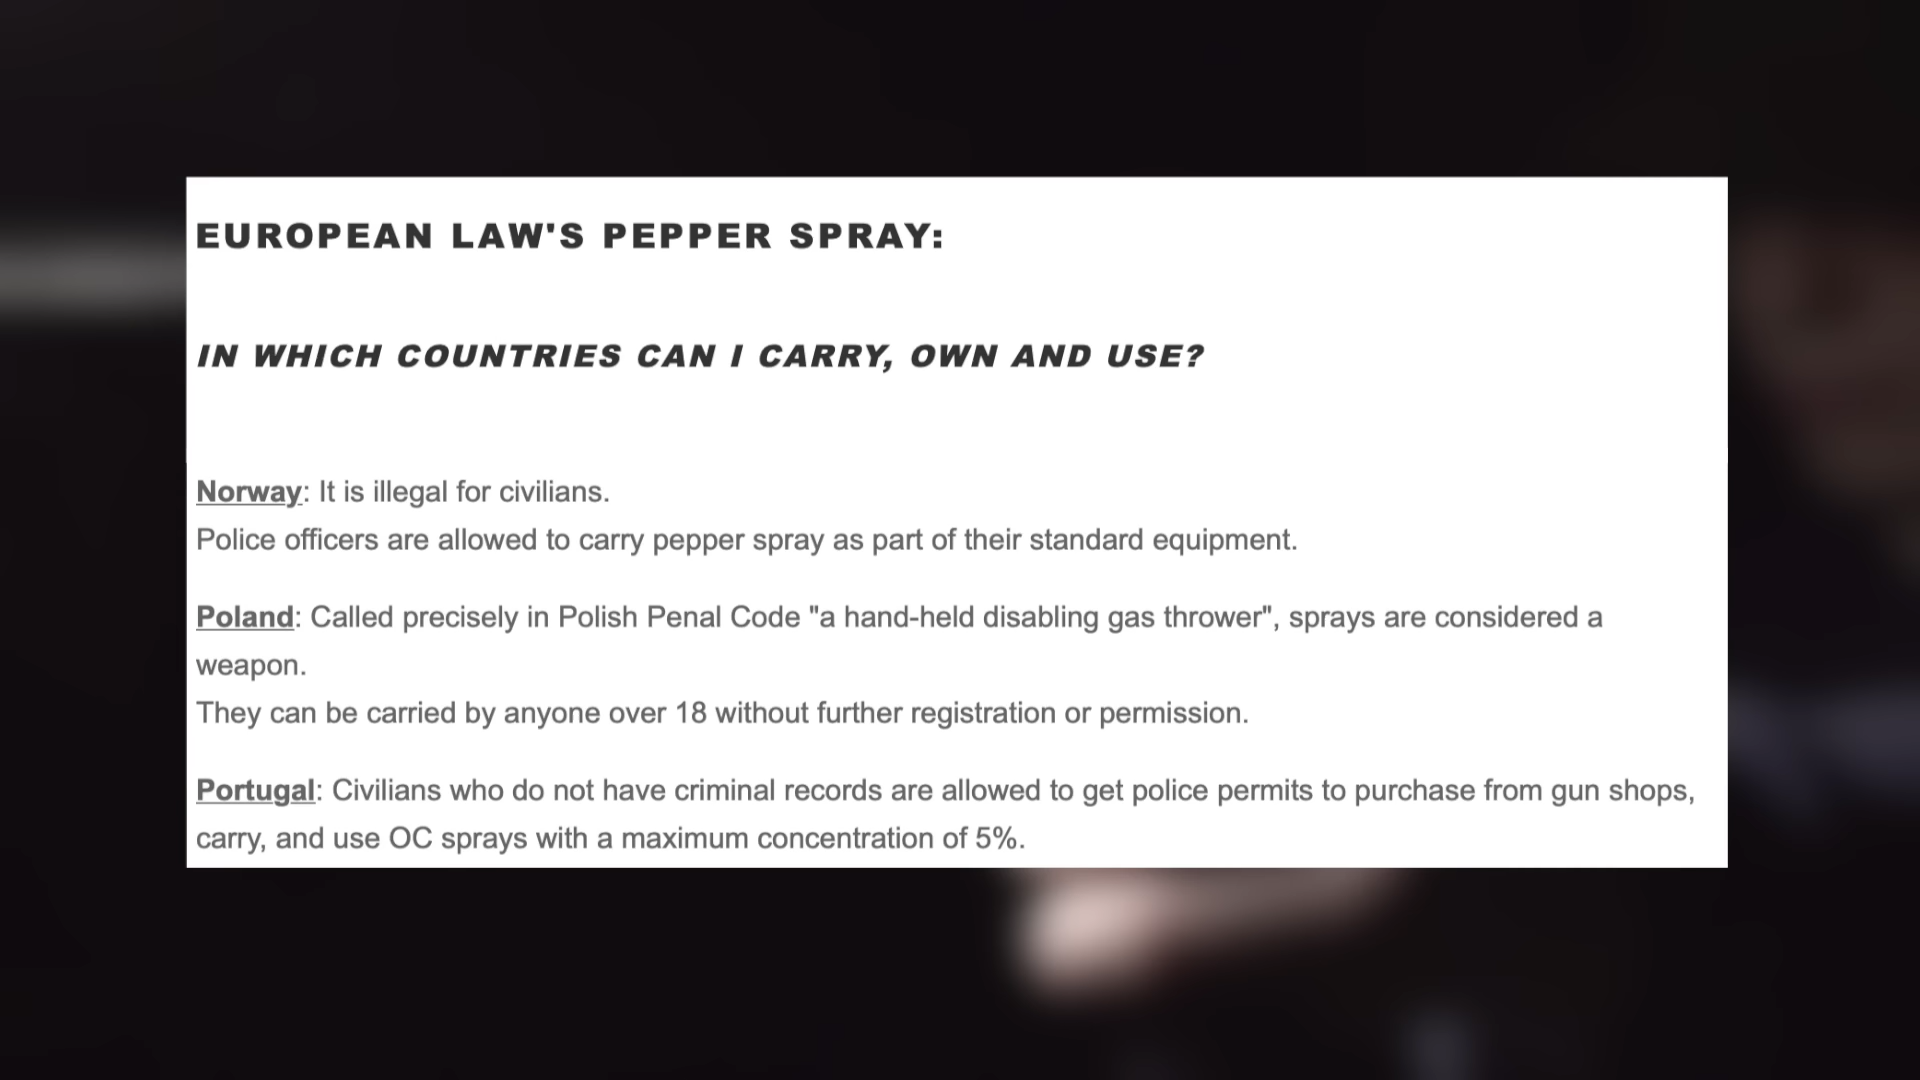 EUROPEAN LAW'S PEPPER SPRAY:
IN WHICH COUNTRIES CAN I CARRY, OWN AND USE?
Norway: It is illegal for civilians.
Police officers are allowed to carry pepper spray as part of their standard equipment.
Poland: Called precisely in Polish Penal Code "a hand-held disabling gas thrower", sprays are considered a
weapon.
They can be carried by anyone over 18 without further registration or permission.
Portugal: Civilians who do not have criminal records are allowed to get police permits to purchase from gun shops,
carry, and use OC sprays with a maximum concentration of 5%.